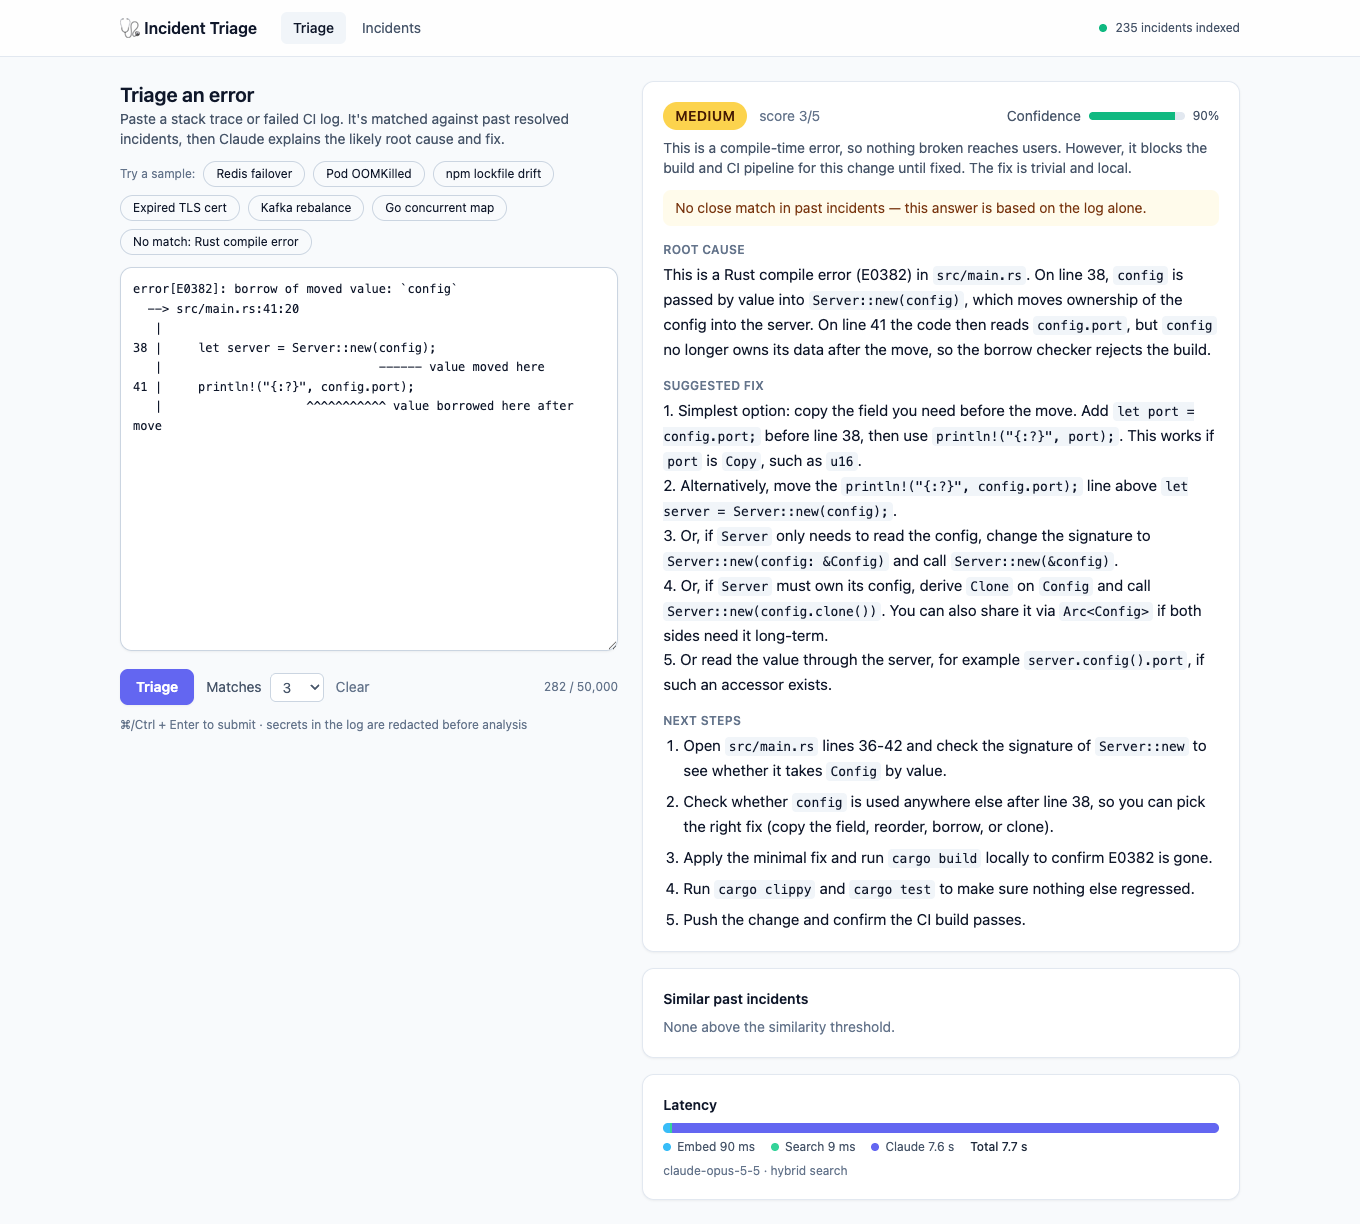 Incident Triage
Triage
Incidents
235 incidents indexed
Triage an error
Paste a stack trace or failed CI log. It's matched against past resolved
incidents, then Claude explains the likely root cause and fix.
Try a sample:
Redis failover
Pod OOMKilled
npm lockfile drift
Expired TLS cert
Kafka rebalance
Go concurrent map
No match: Rust compile error
error[E0382]: borrow of moved value: `config`
  --> src/main.rs:41:20
   |
38 |     let server = Server::new(config);
   |                              ------ value moved here
41 |     println!("{:?}", config.port);
   |                    ^^^^^^^^^^^ value borrowed here after
move
Triage
Matches
3
Clear
282 / 50,000
⌘/Ctrl + Enter to submit · secrets in the log are redacted before analysis
MEDIUM
score 3/5
Confidence
90%
This is a compile-time error, so nothing broken reaches users. However, it blocks the
build and CI pipeline for this change until fixed. The fix is trivial and local.
No close match in past incidents — this answer is based on the log alone.
ROOT CAUSE
This is a Rust compile error (E0382) in src/main.rs. On line 38, config is
passed by value into Server::new(config), which moves ownership of the
config into the server. On line 41 the code then reads config.port, but config
no longer owns its data after the move, so the borrow checker rejects the build.
SUGGESTED FIX
1. Simplest option: copy the field you need before the move. Add let port =
config.port; before line 38, then use println!("{:?}", port);. This works if
port is Copy, such as u16.
2. Alternatively, move the println!("{:?}", config.port); line above let
server = Server::new(config);.
3. Or, if Server only needs to read the config, change the signature to
Server::new(config: &Config) and call Server::new(&config).
4. Or, if Server must own its config, derive Clone on Config and call
Server::new(config.clone()). You can also share it via Arc<Config> if both
sides need it long-term.
5. Or read the value through the server, for example server.config().port, if
such an accessor exists.
NEXT STEPS
1. Open src/main.rs lines 36-42 and check the signature of Server::new to
see whether it takes Config by value.
2. Check whether config is used anywhere else after line 38, so you can pick
the right fix (copy the field, reorder, borrow, or clone).
3. Apply the minimal fix and run cargo build locally to confirm E0382 is gone.
4. Run cargo clippy and cargo test to make sure nothing else regressed.
5. Push the change and confirm the CI build passes.
Similar past incidents
None above the similarity threshold.
Latency
Embed 90 ms
Search 9 ms
Claude 7.6 s
Total 7.7 s
claude-opus-5-5 · hybrid search